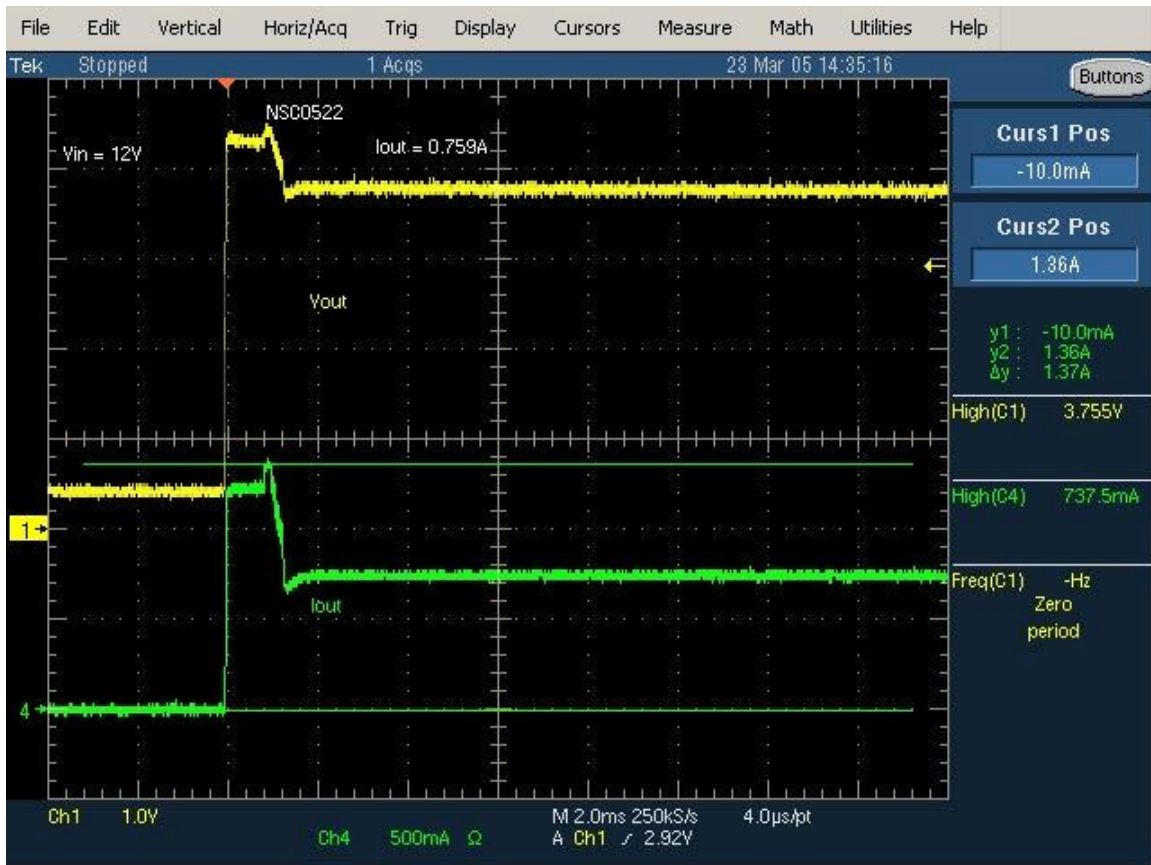 File Edit Vertical Horiz/Acq Trig Display Cursors Measure Math Utilities Help
Tek Stopped 1 Acqs 23 Mar 05 14:35:16
Buttons
NSC0522
Vin = 12V
Iout = 0.759A
Curs1 Pos
-10.0mA
Curs2 Pos
1.36A
Vout
y1 : -10.0mA
y2 : 1.36A
Δy : 1.37A
High(C1) 3.755V
High(C4) 737.5mA
1
Freq(C1) -Hz
Zero
period
Iout
4
Ch1 1.0V M 2.0ms 250kS/s 4.0µs/pt
Ch4 500mA Ω A Ch1 / 2.92V